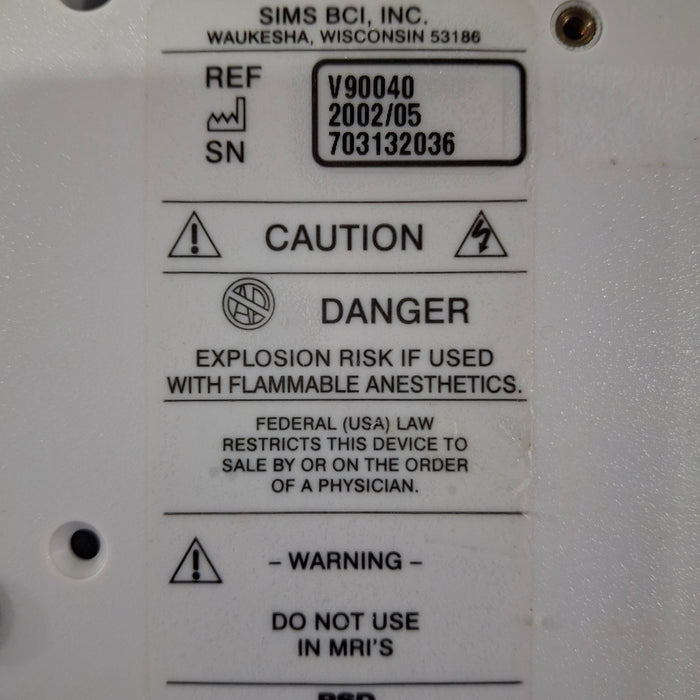 SIMS BCI, INC.
WAUKESHA, WISCONSIN 53186
REF V90040
2002/05
SN 703132036
CAUTION
DANGER
EXPLOSION RISK IF USED
WITH FLAMMABLE ANESTHETICS.
FEDERAL (USA) LAW
RESTRICTS THIS DEVICE TO
SALE BY OR ON THE ORDER
OF A PHYSICIAN.
– WARNING –
DO NOT USE
IN MRI'S